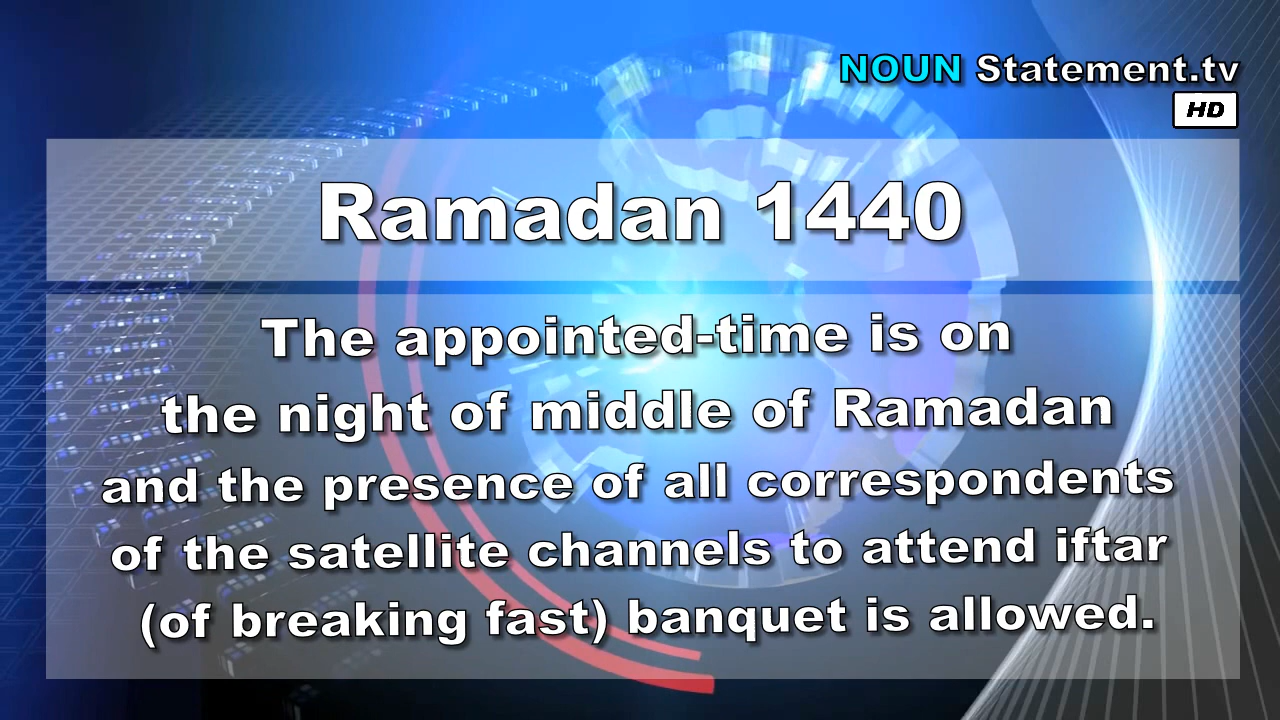 NOUN Statement.tv
HD
Ramadan 1440
The appointed-time is on
the night of middle of Ramadan
and the presence of all correspondents
of the satellite channels to attend iftar
(of breaking fast) banquet is allowed.